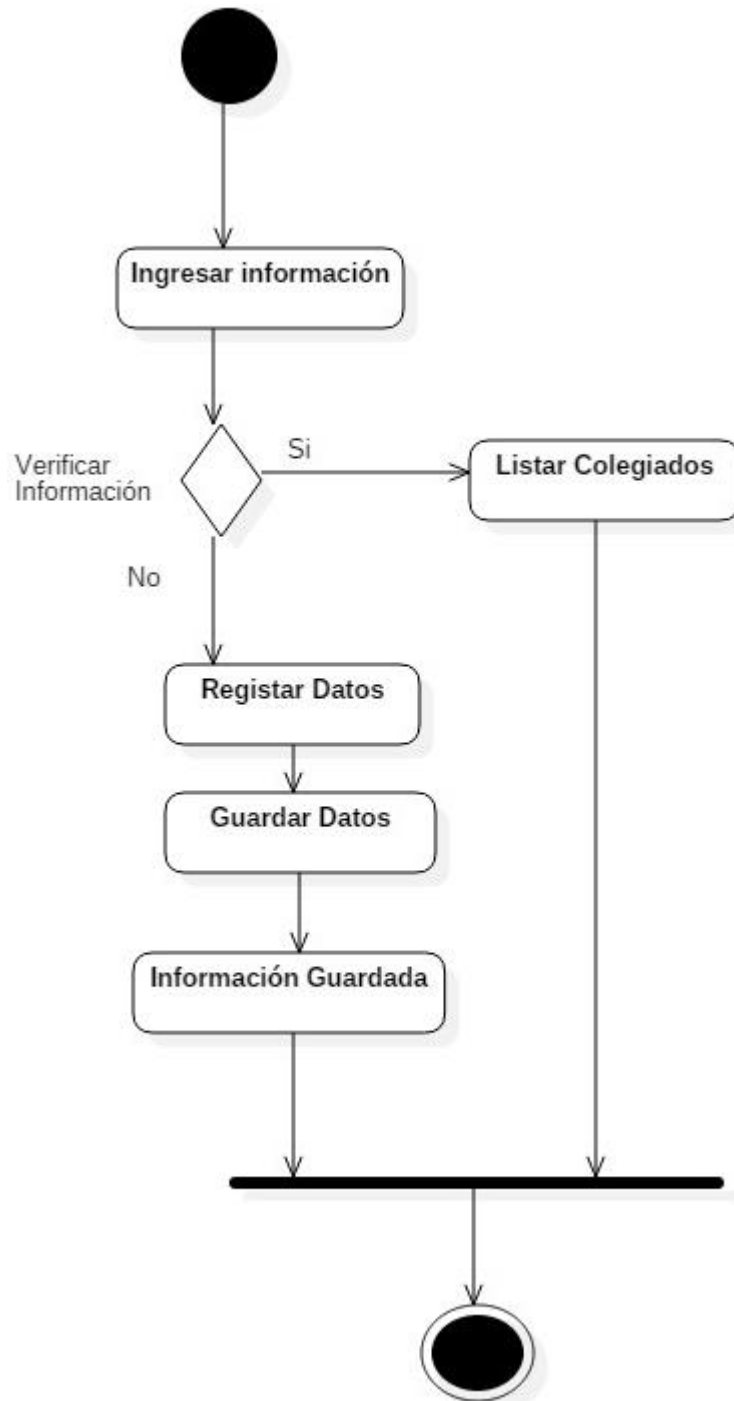 Ingresar información
Verificar
Información
Si
Listar Colegiados
No
Registar Datos
Guardar Datos
Información Guardada